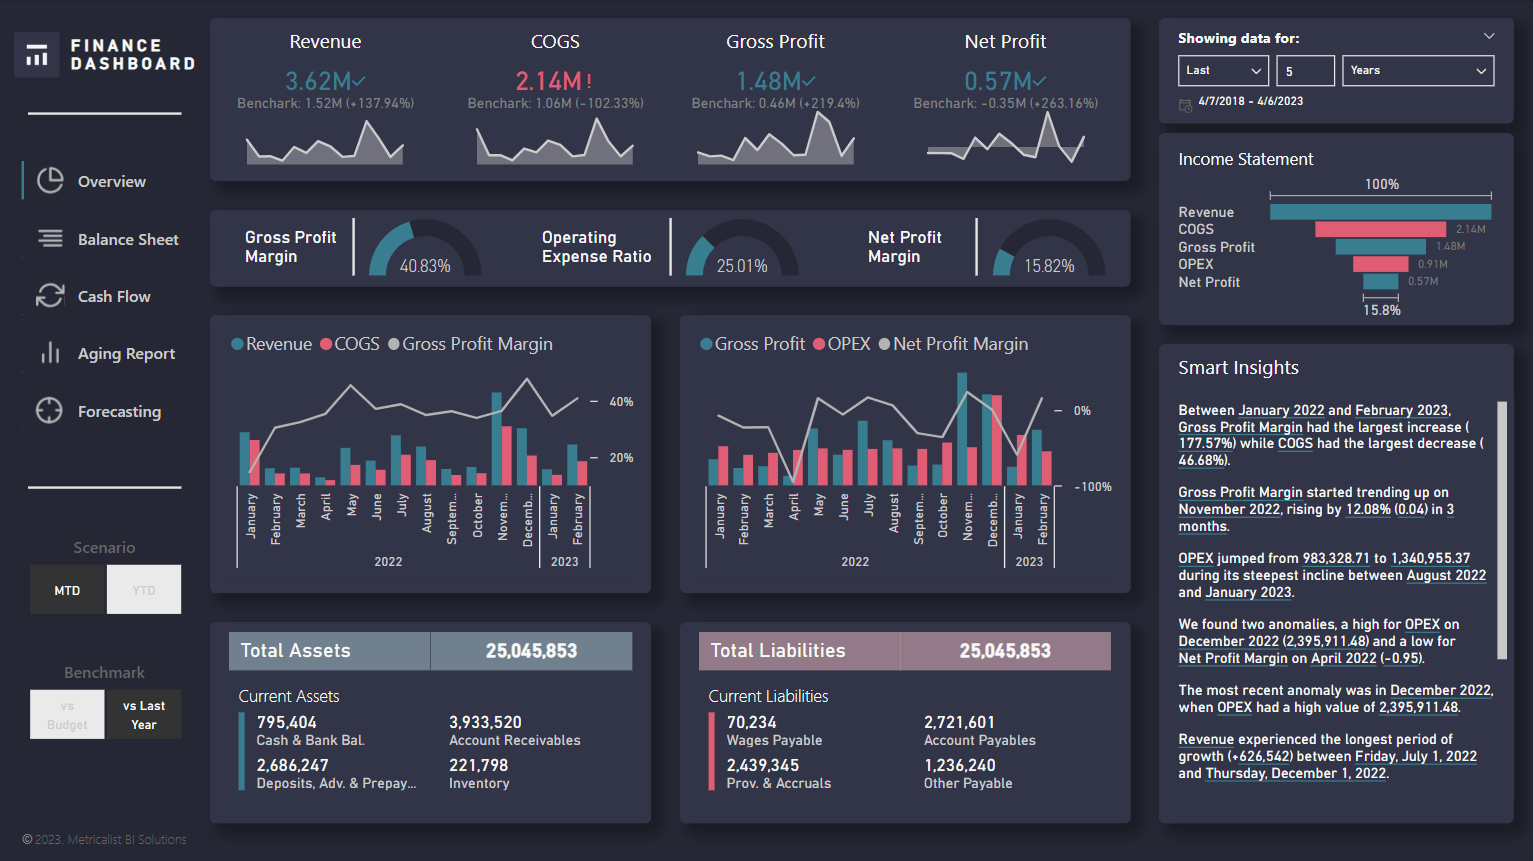 FINANCE
DASHBOARD
Overview
Balance Sheet
Cash Flow
Aging Report
Forecasting
Scenario
MTD
YTD
Benchmark
vs
Budget
vs Last
Year
© 2023. Metricalist BI Solutions
Revenue
3.62M
Benchark: 1.52M (+137.94%)
COGS
2.14M !
Benchark: 1.06M (-102.33%)
Gross Profit
1.48M
Benchark: 0.46M (+219.4%)
Net Profit
0.57M
Benchark: -0.35M (+263.16%)
Gross Profit
Margin
40.83%
Operating
Expense Ratio
25.01%
Net Profit
Margin
15.82%
Revenue COGS Gross Profit Margin
40%
20%
January
February
March
April
May
June
July
August
Septem...
October
Novem...
Decemb...
January
February
2022
2023
Gross Profit OPEX Net Profit Margin
0%
-100%
January
February
March
April
May
June
July
August
Septem...
October
Novem...
Decemb...
January
February
2022
2023
Total Assets 25,045,853
Current Assets
795,404
Cash & Bank Bal.
3,933,520
Account Receivables
2,686,247
Deposits, Adv. & Prepay...
221,798
Inventory
Total Liabilities 25,045,853
Current Liabilities
70,234
Wages Payable
2,721,601
Account Payables
2,439,345
Prov. & Accruals
1,236,240
Other Payable
Showing data for:
Last
5
Years
4/7/2018 - 4/6/2023
Income Statement
100%
Revenue
COGS 2.14M
Gross Profit 1.48M
OPEX 0.91M
Net Profit 0.57M
15.8%
Smart Insights
Between January 2022 and February 2023,
Gross Profit Margin had the largest increase (
177.57%) while COGS had the largest decrease (
46.68%).
Gross Profit Margin started trending up on
November 2022, rising by 12.08% (0.04) in 3
months.
OPEX jumped from 983,328.71 to 1,340,955.37
during its steepest incline between August 2022
and January 2023.
We found two anomalies, a high for OPEX on
December 2022 (2,395,911.48) and a low for
Net Profit Margin on April 2022 (-0.95).
The most recent anomaly was in December 2022,
when OPEX had a high value of 2,395,911.48.
Revenue experienced the longest period of
growth (+626,542) between Friday, July 1, 2022
and Thursday, December 1, 2022.